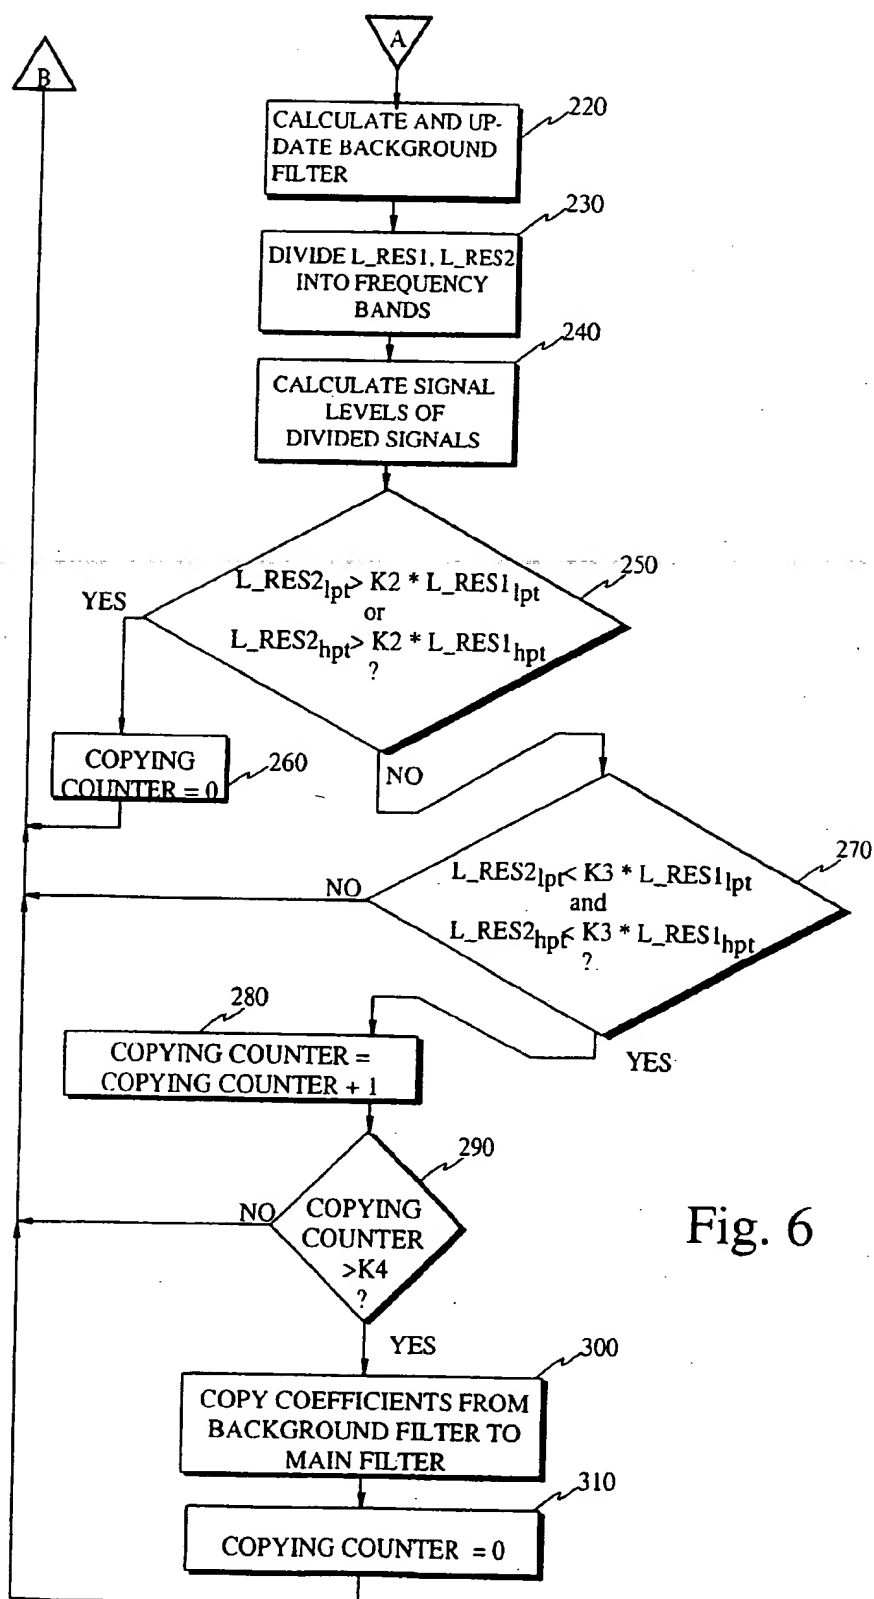 A
B
220
CALCULATE AND UP-
DATE BACKGROUND
FILTER
230
DIVIDE L_RES1, L_RES2
INTO FREQUENCY
BANDS
240
CALCULATE SIGNAL
LEVELS OF
DIVIDED SIGNALS
250
L_RES2lpt> K2 * L_RES1lpt
or
L_RES2hpt> K2 * L_RES1hpt
?
YES
NO
COPYING
COUNTER = 0
260
270
L_RES2lpt< K3 * L_RES1lpt
and
L_RES2hpt< K3 * L_RES1hpt
?
NO
YES
280
COPYING COUNTER =
COPYING COUNTER + 1
290
COPYING
COUNTER
>K4
?
NO
YES
Fig. 6
300
COPY COEFFICIENTS FROM
BACKGROUND FILTER TO
MAIN FILTER
310
COPYING COUNTER = 0